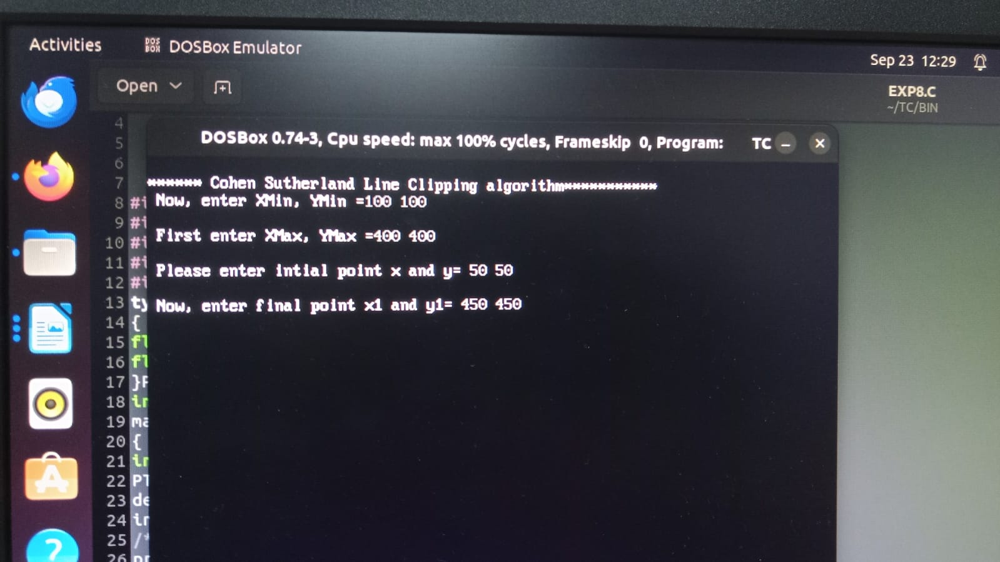 Activities DOSBox Emulator Sep 23 12:29
Open
EXP8.C
~/TC/BIN
DOSBox 0.74-3, Cpu speed: max 100% cycles, Frameskip 0, Program: TC
****** Cohen Sutherland Line Clipping algorithm***********
Now, enter XMin, YMin =100 100
First enter XMax, YMax =400 400
Please enter intial point x and y= 50 50
Now, enter final point x1 and y1= 450 450
4
5
6
7
8 #i
9 #i
10 #i
11 #i
12 #i
13 ty
14 {
15 fl
16 fl
17 }P
18 in
19 ma
20 {
21 in
22 PT
23 de
24 in
25 /*
26